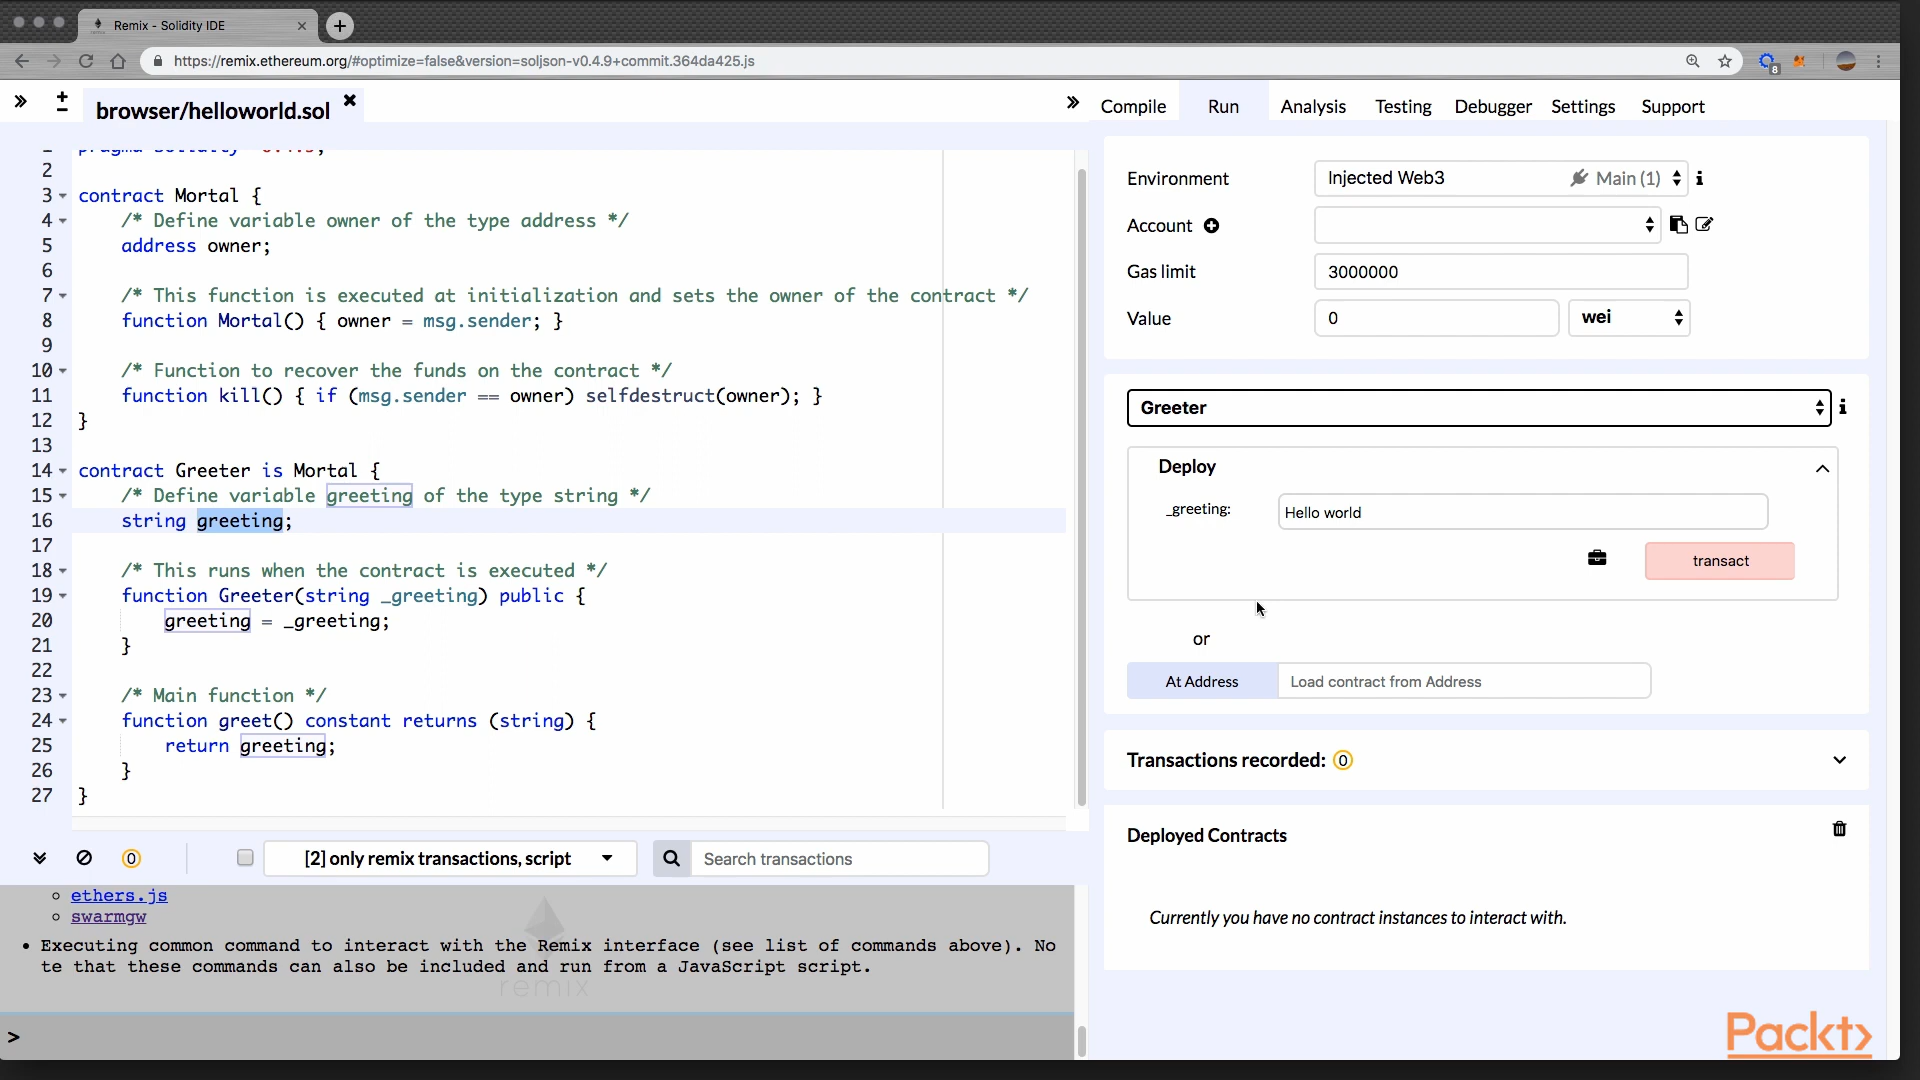 Remix - Solidity IDE
https://remix.ethereum.org/#optimize=false&version=soljson-v0.4.9+commit.364da425.js
8
browser/helloworld.sol
Compile Run Analysis Testing Debugger Settings Support
2
3 contract Mortal {
4 /* Define variable owner of the type address */
5 address owner;
6
7 /* This function is executed at initialization and sets the owner of the contract */
8 function Mortal() { owner = msg.sender; }
9
10 /* Function to recover the funds on the contract */
11 function kill() { if (msg.sender == owner) selfdestruct(owner); }
12 }
13
14 contract Greeter is Mortal {
15 /* Define variable greeting of the type string */
16 string greeting;
17
18 /* This runs when the contract is executed */
19 function Greeter(string _greeting) public {
20 greeting = _greeting;
21 }
22
23 /* Main function */
24 function greet() constant returns (string) {
25 return greeting;
26 }
27 }
0 [2] only remix transactions, script Search transactions
ethers.js
swarmgw
Executing common command to interact with the Remix interface (see list of commands above). No
te that these commands can also be included and run from a JavaScript script.
remix
>
Environment Injected Web3 Main (1)
Account
Gas limit 3000000
Value 0 wei
Greeter
Deploy
_greeting: Hello world
transact
or
At Address Load contract from Address
Transactions recorded: 0
Deployed Contracts
Currently you have no contract instances to interact with.
Packt>